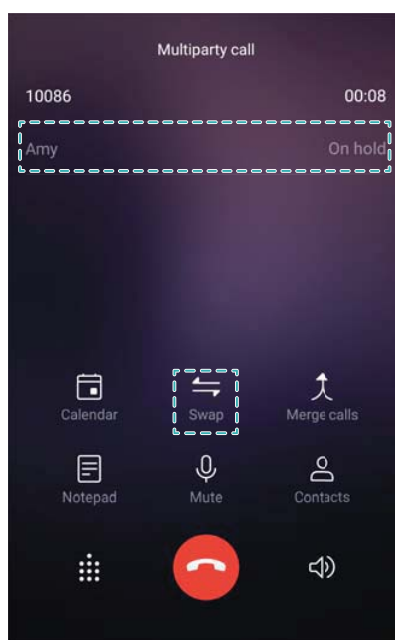 Multiparty call
10086 00:08
Amy On hold
Calendar Swap Merge calls
Notepad Mute Contacts